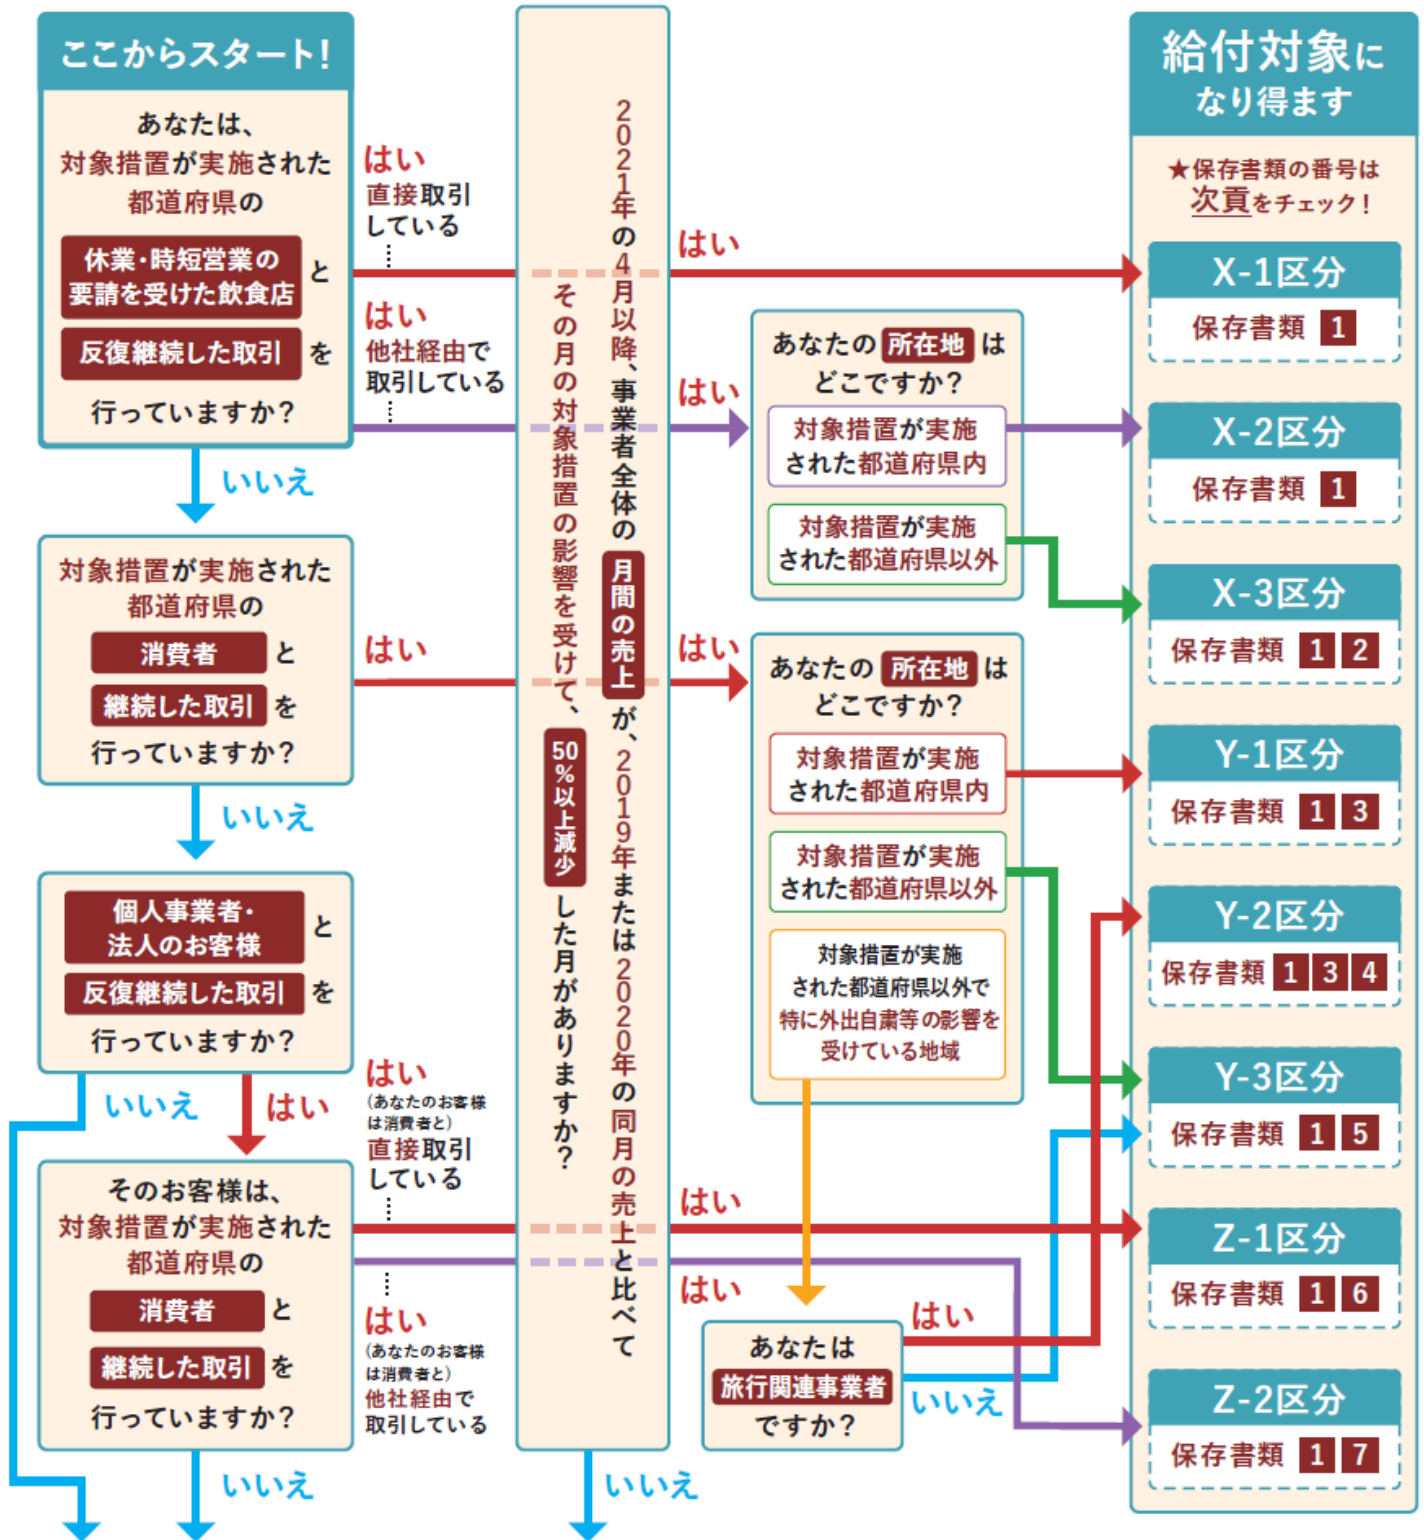 ここからスタート！
あなたは、
対象措置が実施された
都道府県の
休業・時短営業の
要請を受けた飲食店 と
反復継続した取引 を
行っていますか？
はい
直接取引
している
はい
他社経由で
取引している
いいえ
対象措置が実施された
都道府県の
消費者 と
継続した取引 を
行っていますか？
はい
いいえ
個人事業者・
法人のお客様 と
反復継続した取引 を
行っていますか？
いいえ
はい
そのお客様は、
対象措置が実施された
都道府県の
消費者 と
継続した取引 を
行っていますか？
はい
(あなたのお客様
は消費者と)
直接取引
している
はい
(あなたのお客様
は消費者と)
他社経由で
取引している
いいえ
2021年の4月以降、事業者全体の月間の売上が、2019年または2020年の同月の売上と比べて
その月の対象措置の影響を受けて、50%以上減少した月がありますか？
いいえ
はい
はい
あなたの 所在地 は
どこですか？
対象措置が実施
された都道府県内
対象措置が実施
された都道府県以外
はい
あなたの 所在地 は
どこですか？
対象措置が実施
された都道府県内
対象措置が実施
された都道府県以外
対象措置が実施
された都道府県以外で
特に外出自粛等の影響を
受けている地域
はい
はい
あなたは
旅行関連事業者
ですか？
はい
いいえ
給付対象に
なり得ます
★保存書類の番号は
次頁をチェック！
X-1区分
保存書類 1
X-2区分
保存書類 1
X-3区分
保存書類 1 2
Y-1区分
保存書類 1 3
Y-2区分
保存書類 1 3 4
Y-3区分
保存書類 1 5
Z-1区分
保存書類 1 6
Z-2区分
保存書類 1 7